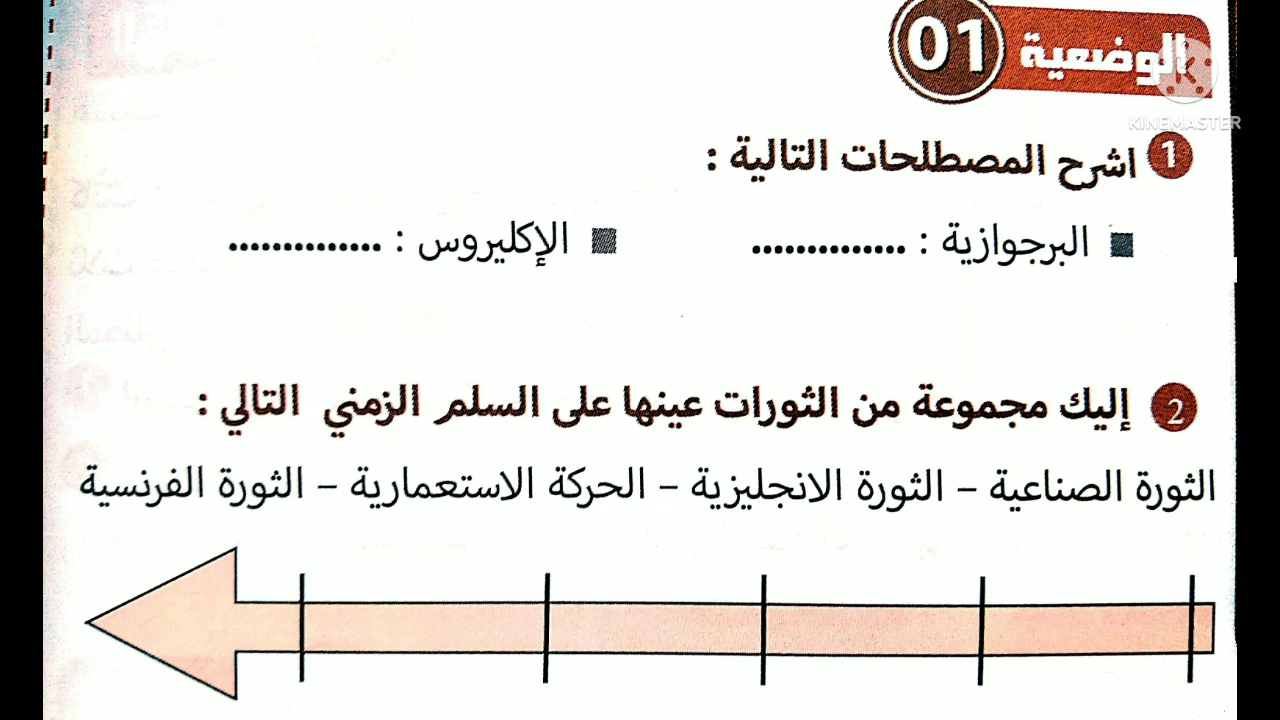 الوضعية 01
KINEMASTER
1 اشرح المصطلحات التالية :
■ البرجوازية : .............. ■ الإكليروس : ..............
2 إليك مجموعة من الثورات عينها على السلم الزمني التالي :
الثورة الصناعية – الثورة الانجليزية – الحركة الاستعمارية – الثورة الفرنسية